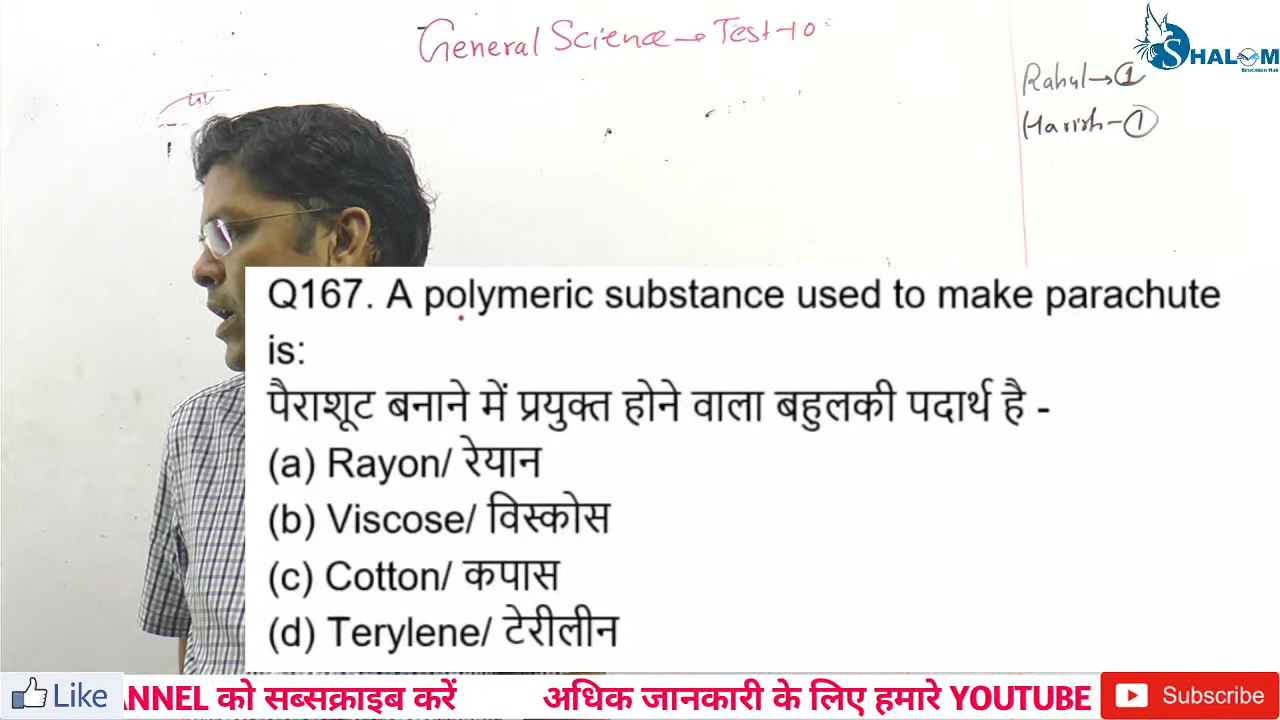 General Science → Test-10
SHALOM
Education Hub
Rahul → 1
Harish - 1
Q167. A polymeric substance used to make parachute
is:
पैराशूट बनाने में प्रयुक्त होने वाला बहुलकी पदार्थ है -
(a) Rayon/ रेयान
(b) Viscose/ विस्कोस
(c) Cotton/ कपास
(d) Terylene/ टेरीलीन
Like
ANNEL को सब्सक्राइब करें अधिक जानकारी के लिए हमारे YOUTUBE
Subscribe